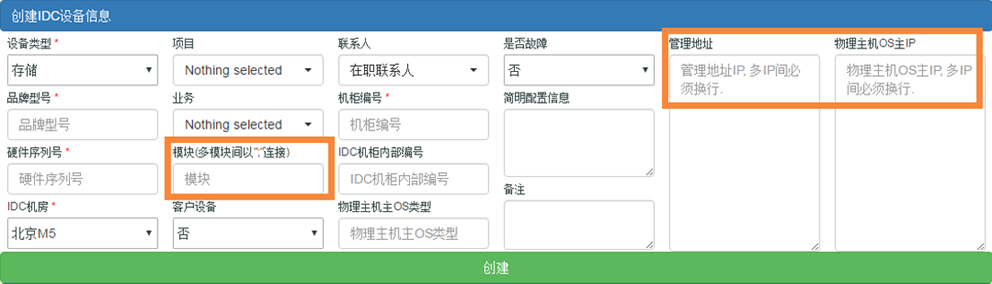 创建IDC设备信息
设备类型 *
存储
品牌型号 *
品牌型号
硬件序列号 *
硬件序列号
IDC机房 *
北京M5
项目
Nothing selected
业务
Nothing selected
模块(多模块间以";"连接)
模块
客户设备
否
联系人
在职联系人
机柜编号 *
机柜编号
IDC机柜内部编号
IDC机柜内部编号
物理主机主OS类型
物理主机主OS类型
是否故障
否
简明配置信息
备注
管理地址
管理地址IP, 多IP间必
须换行.
物理主机OS主IP
物理主机OS主IP, 多IP
间必须换行.
创建